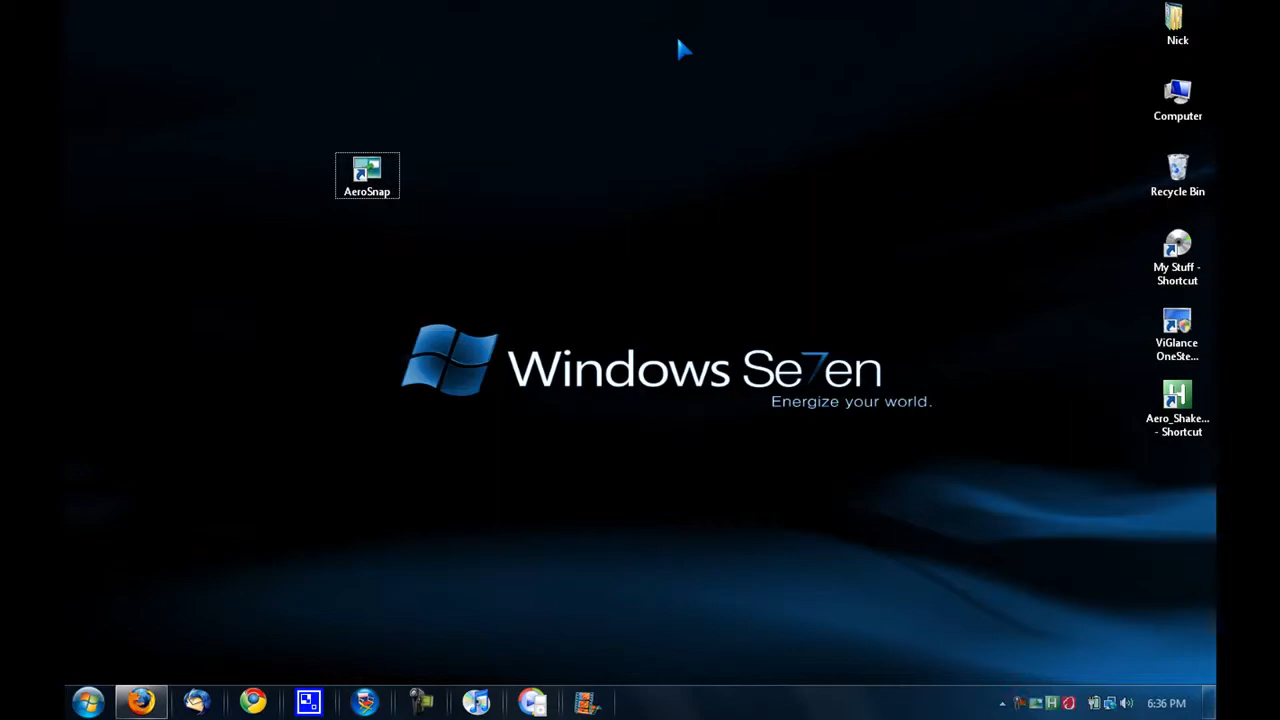 Nick
Computer
AeroSnap
Recycle Bin
My Stuff -
Shortcut
ViGlance
OneSte...
Windows Se7en
Energize your world.
H
Aero_Shake...
- Shortcut
H
6:36 PM